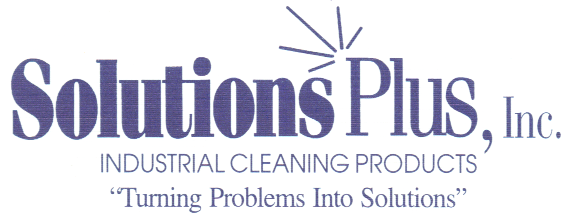 Solutions Plus, Inc.
INDUSTRIAL CLEANING PRODUCTS
“Turning Problems Into Solutions”